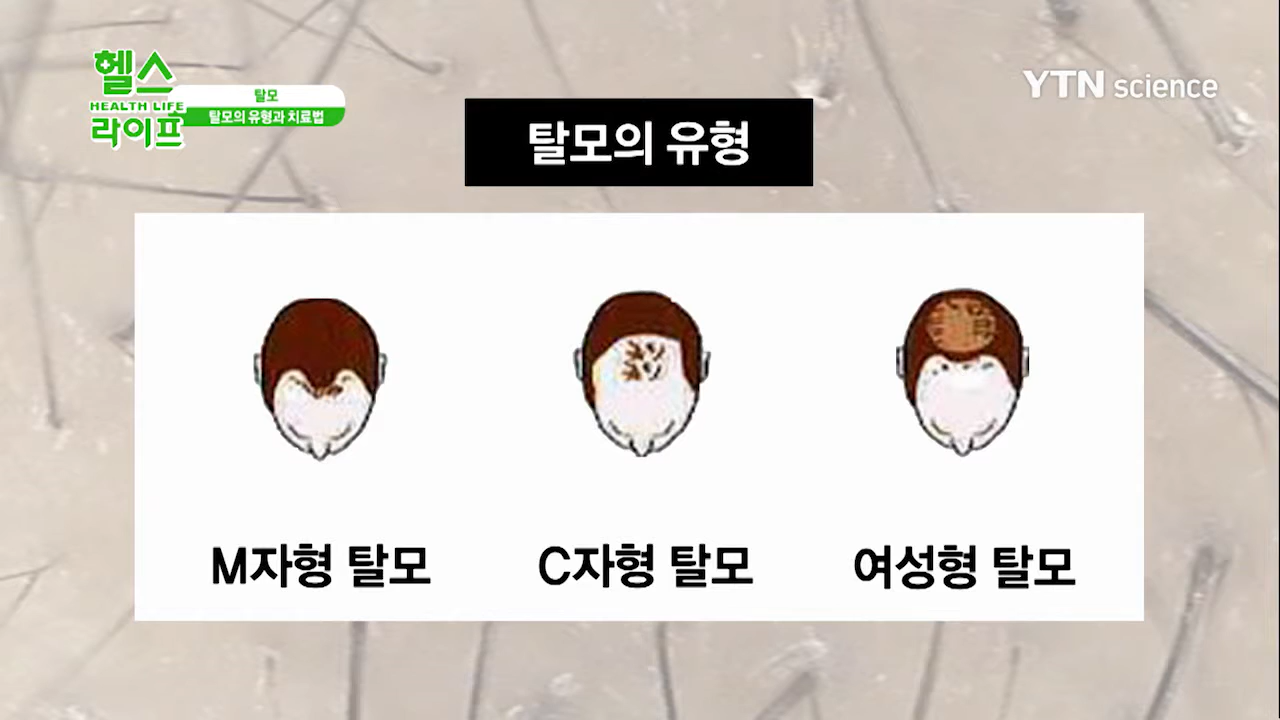 헬스
HEALTH LIFE
라이프
탈모
탈모의 유형과 치료법
YTN science
탈모의 유형
M자형 탈모
C자형 탈모
여성형 탈모